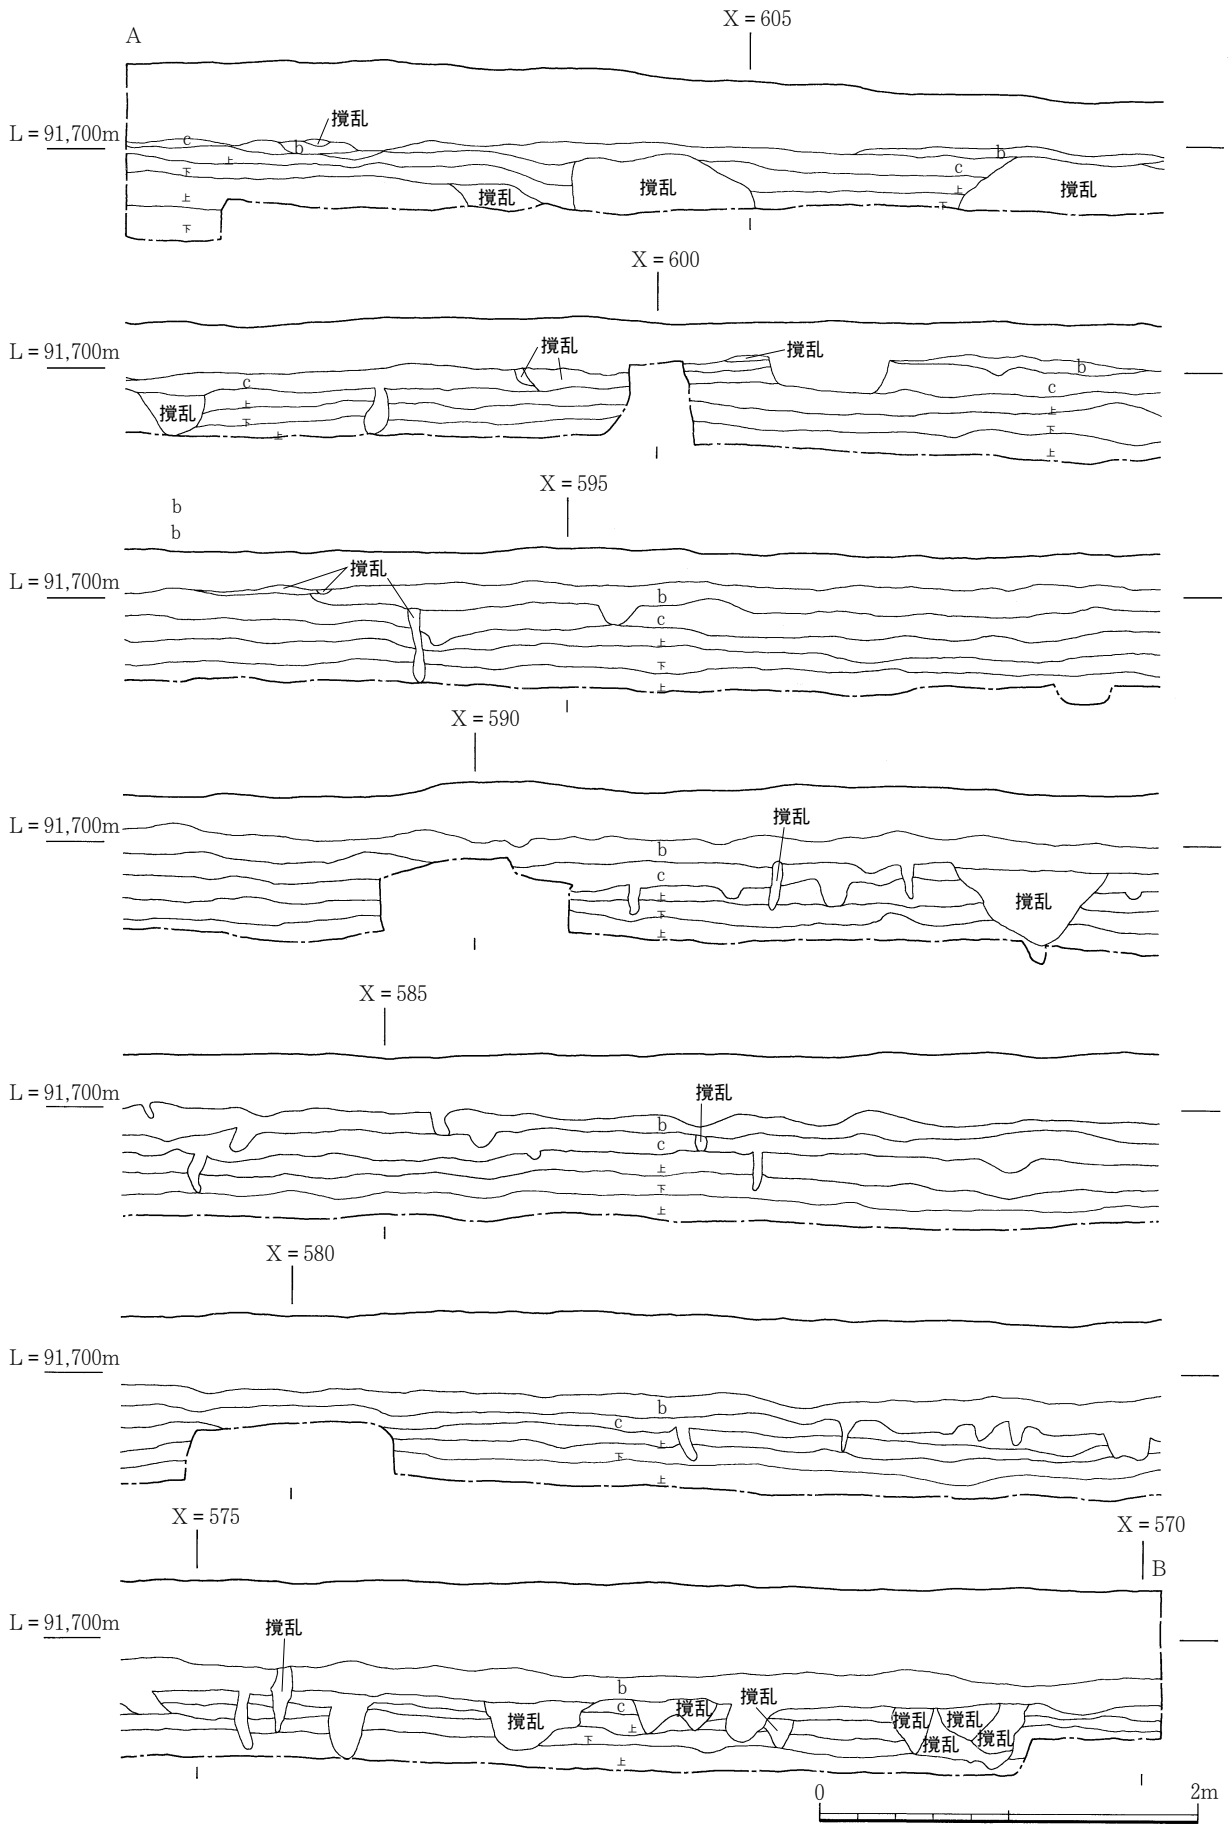 X = 605
A
撹乱
L = 91,700m
c
b
b
上
c
下
撹乱
撹乱
撹乱
上
上
下
下
X = 600
撹乱
撹乱
L = 91,700m
b
c
c
撹乱
上
上
下
下
上
上
X = 595
b
b
撹乱
L = 91,700m
b
c
上
下
上
X = 590
撹乱
L = 91,700m
b
c
上
撹乱
下
上
X = 585
L = 91,700m
撹乱
b
c
上
下
上
X = 580
L = 91,700m
b
c
上
下
上
X = 575
X = 570
B
L = 91,700m
撹乱
b
撹乱
c
撹乱
撹乱
撹乱
撹乱
上
下
撹乱
撹乱
上
0
2m